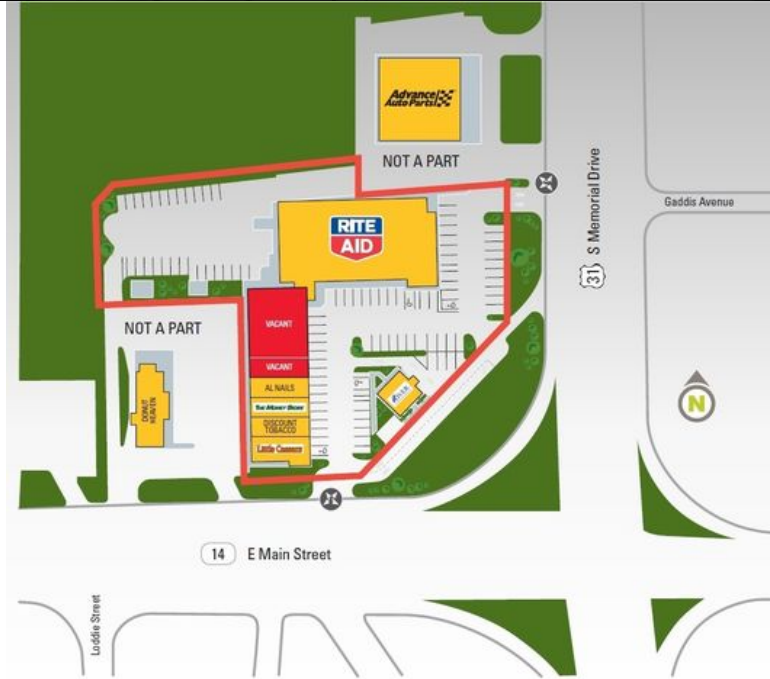 Advance
Auto Parts
NOT A PART
Gaddis Avenue
31 S Memorial Drive
RITE
AID
VACANT
NOT A PART
VACANT
AL NAILS
THE MONEY STORE
DISCOUNT
TOBACCO
Little Caesars
DONUT
HEAVEN
N
14 E Main Street
Loddie Street